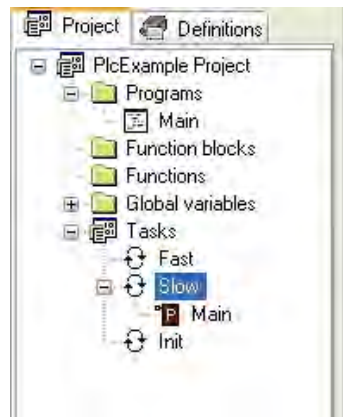 Project Definitions
PlcExample Project
Programs
Main
Function blocks
Functions
Global variables
Tasks
Fast
Slow
P Main
Init